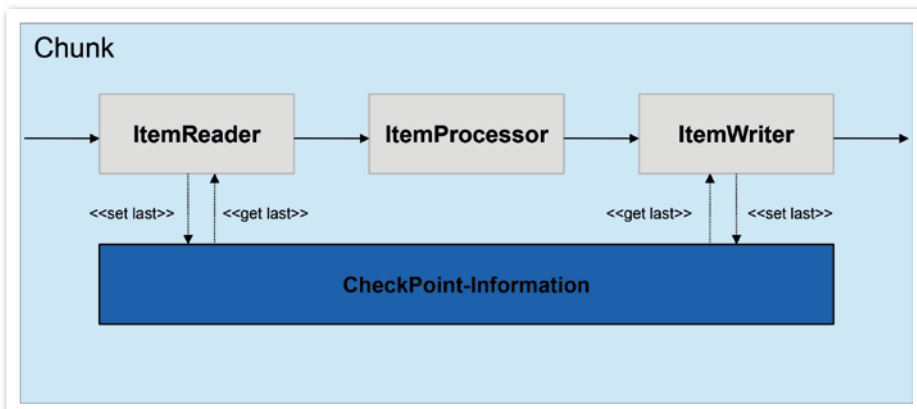 Chunk
ItemReader
ItemProcessor
ItemWriter
<<set last>>
<<get last>>
<<get last>>
<<set last>>
CheckPoint-Information